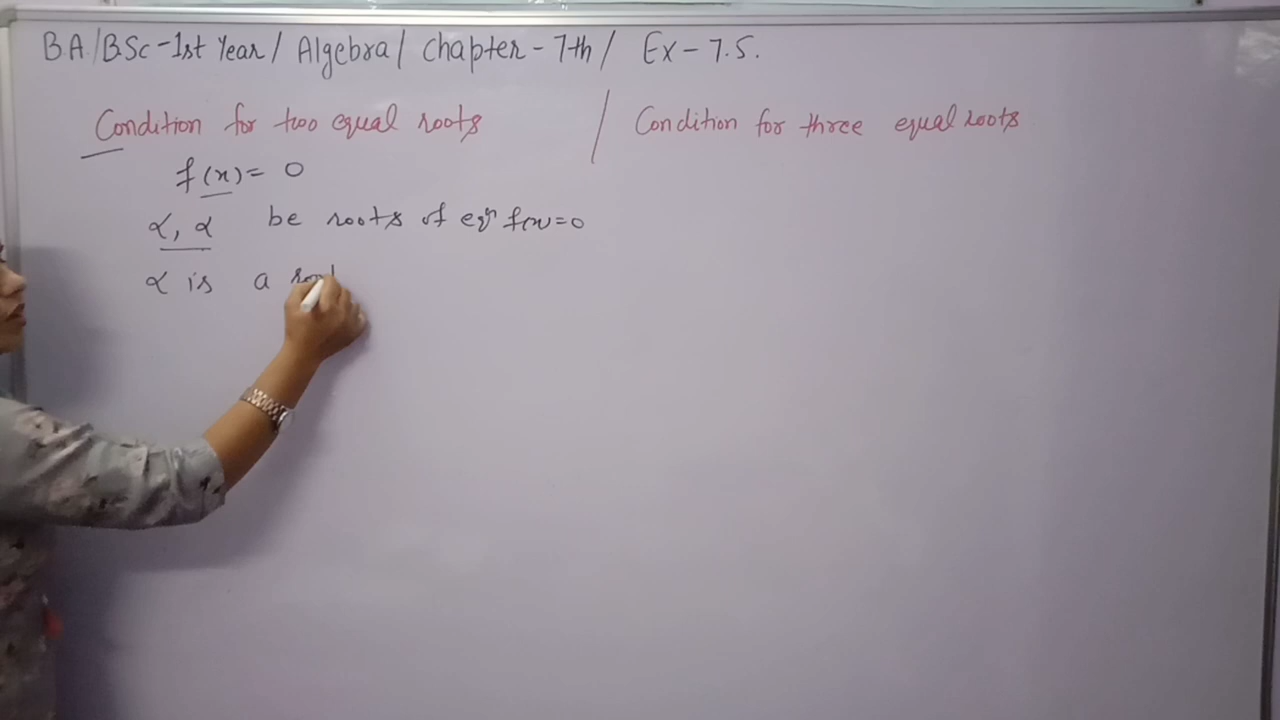 B.A./BSc-1st Year/ Algebra/ Chapter-7th/ Ex-7.5.
Condition for two equal roots / Condition for three equal roots
f(x)= 0
α, α be roots of eqn f(x)=0
α is a root